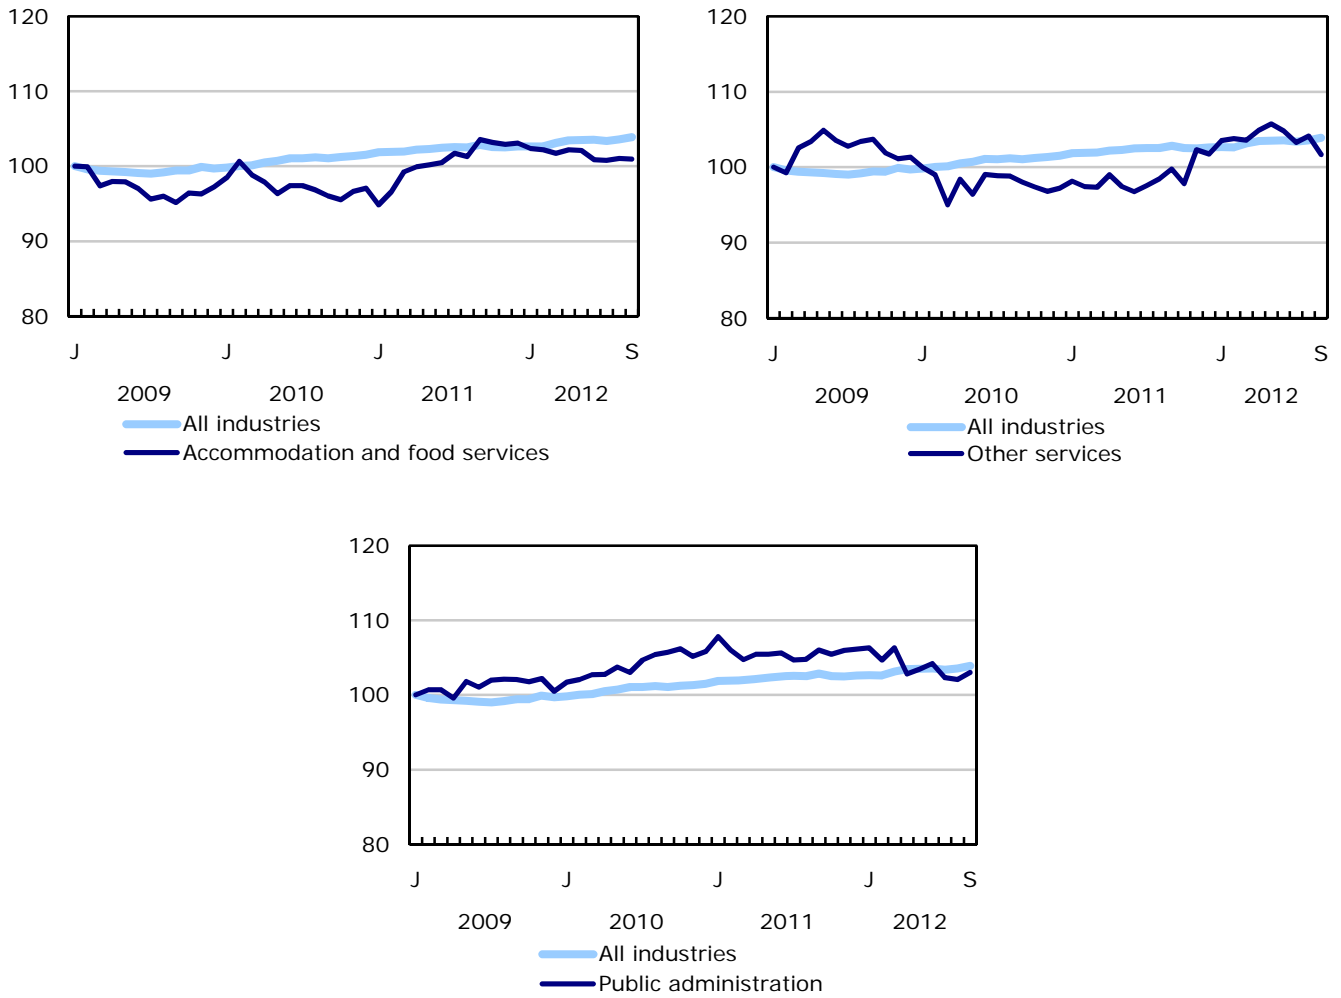 120
110
100
90
80
J J J J S
2009 2010 2011 2012
All industries
Accommodation and food services
120
110
100
90
80
J J J J S
2009 2010 2011 2012
All industries
Other services
120
110
100
90
80
J J J J S
2009 2010 2011 2012
All industries
Public administration